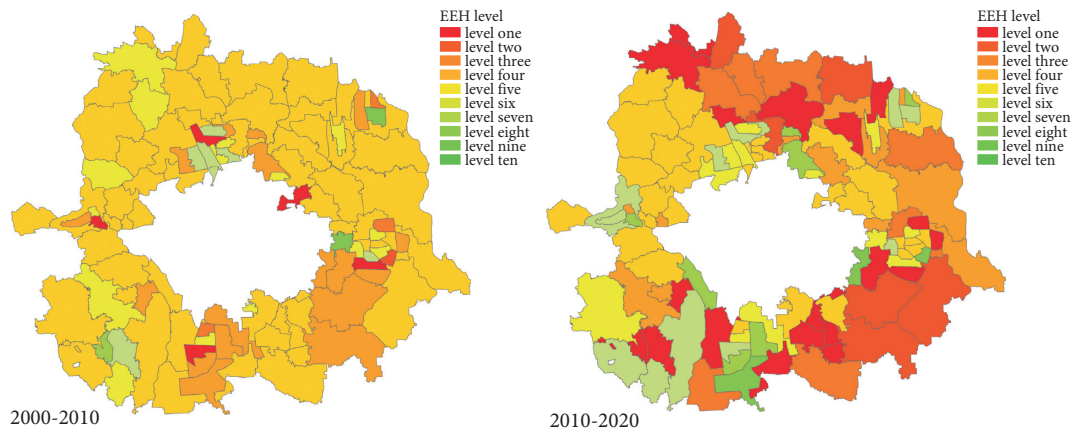 EEH level
level one
level two
level three
level four
level five
level six
level seven
level eight
level nine
level ten
2000-2010
EEH level
level one
level two
level three
level four
level five
level six
level seven
level eight
level nine
level ten
2010-2020